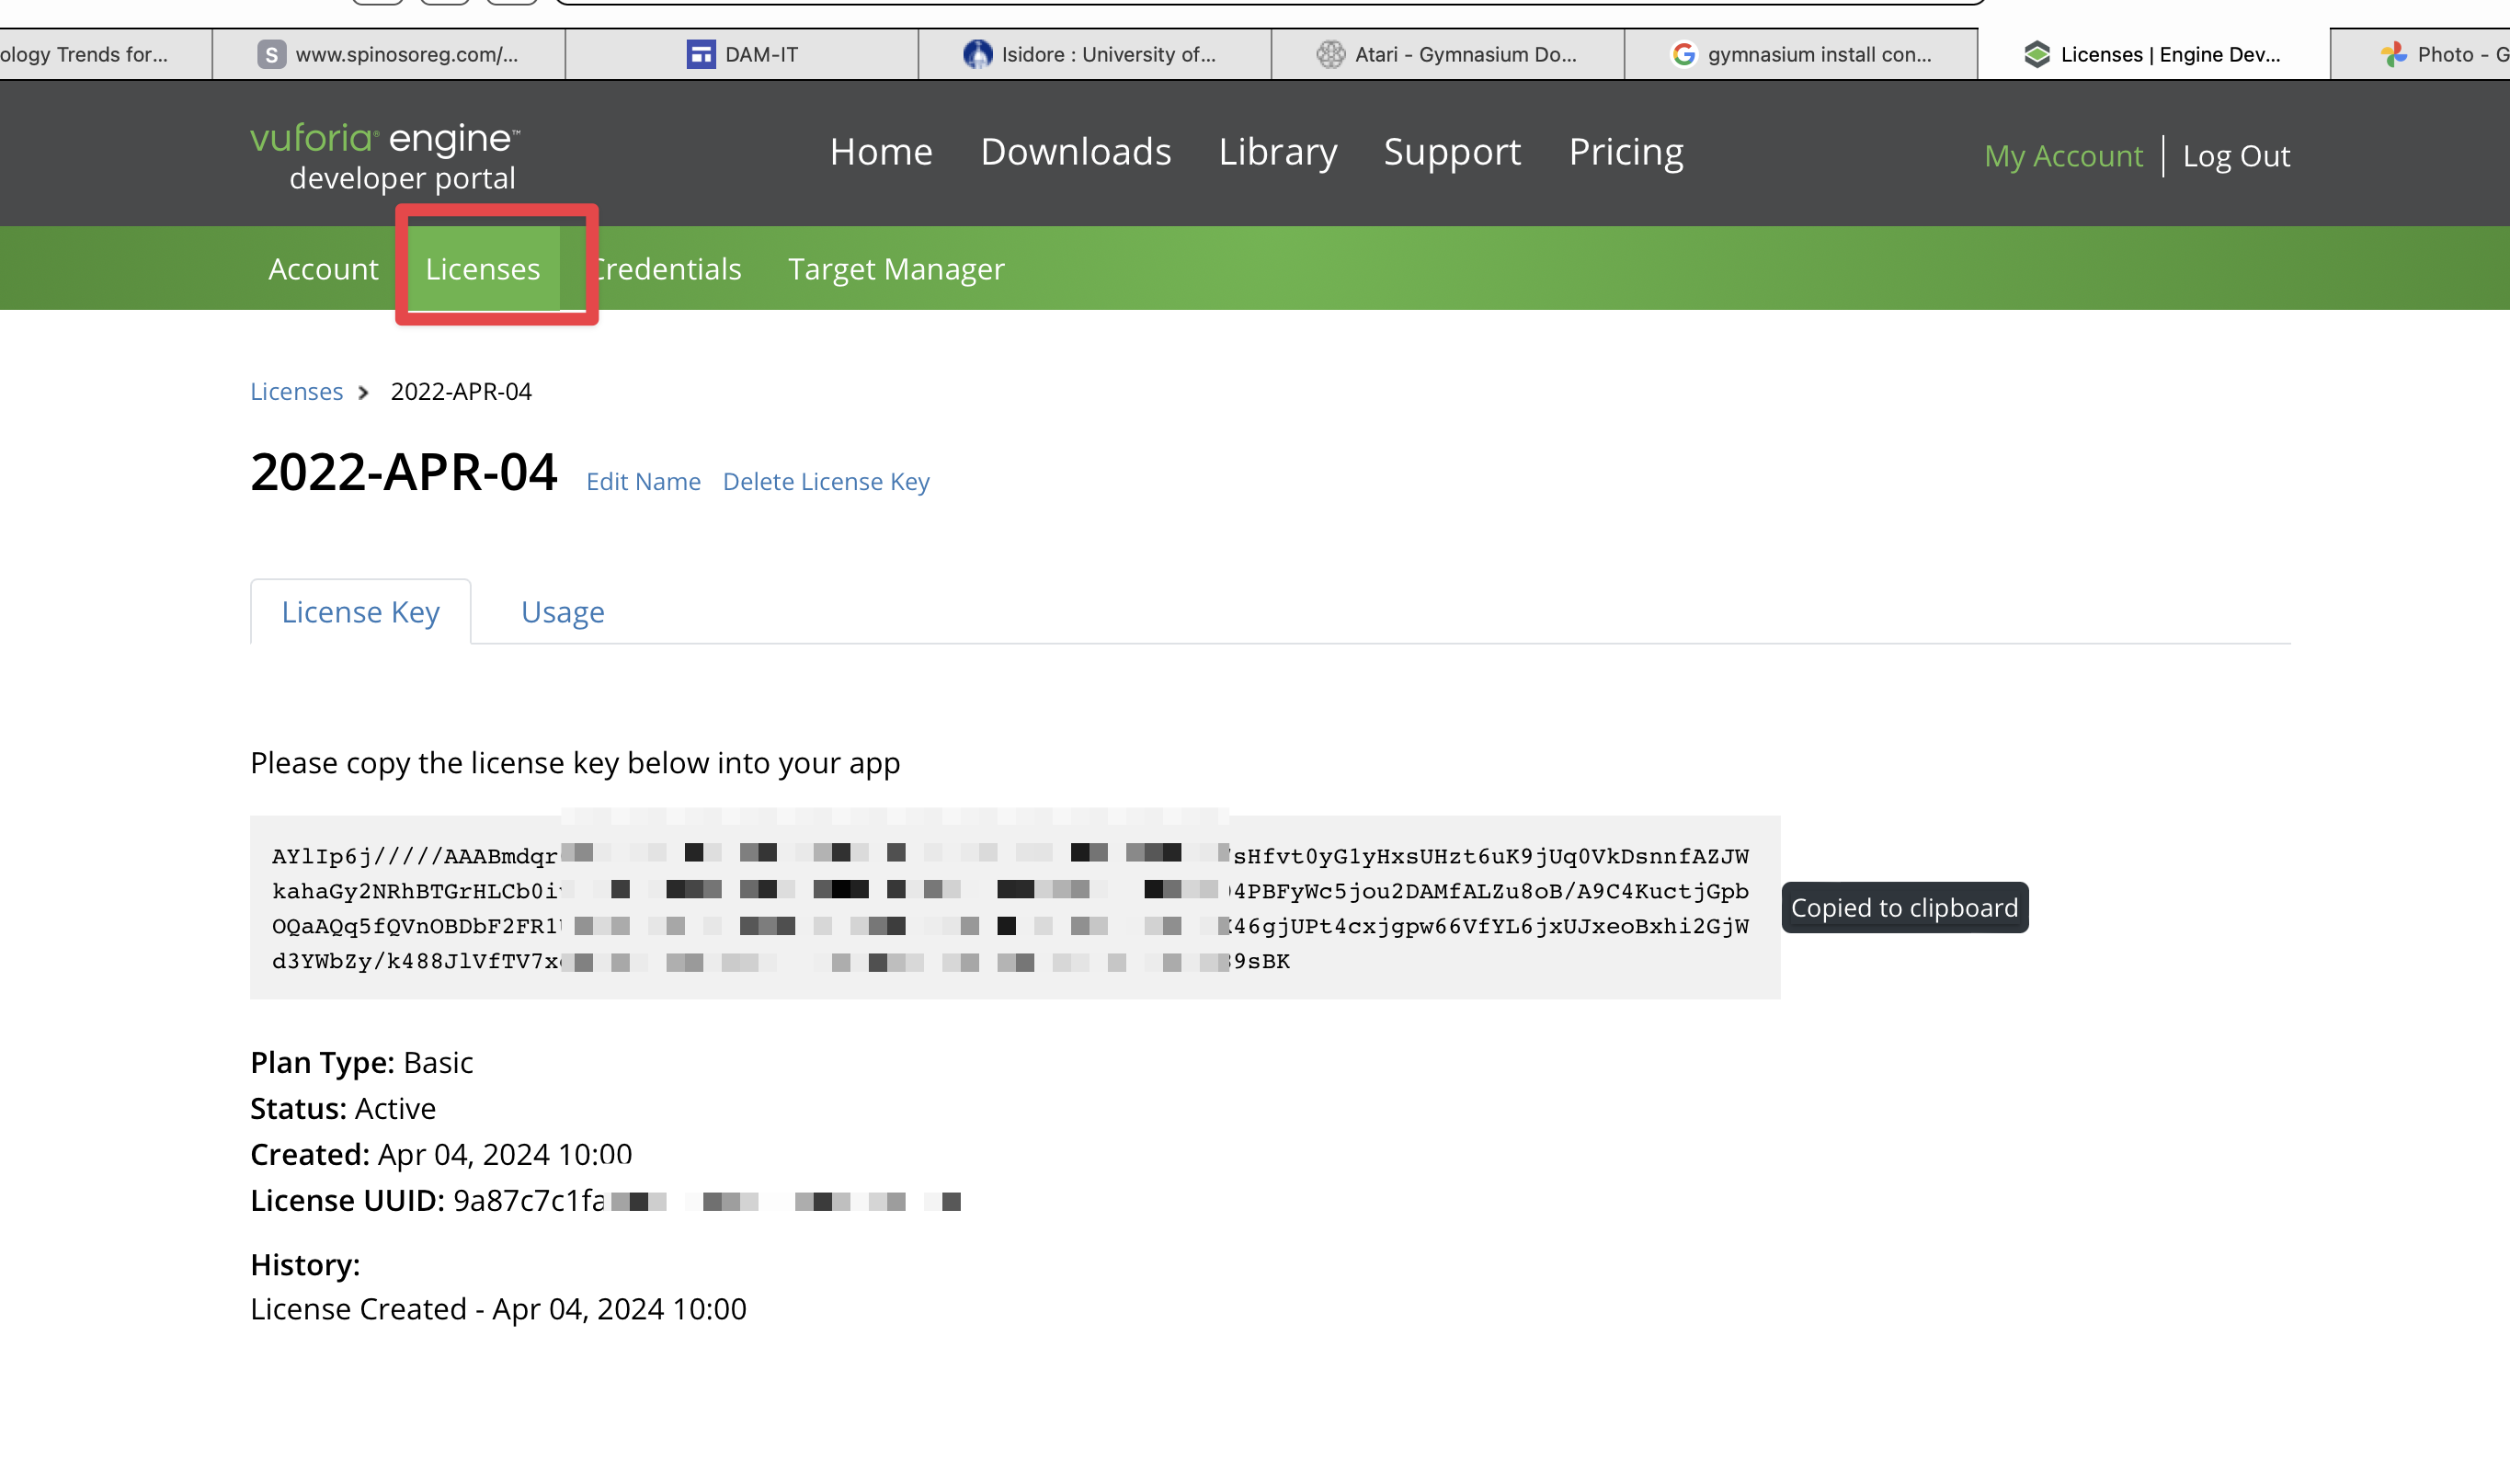 ology Trends for...
S www.spinosoreg.com/...
DAM-IT
Isidore : University of...
Atari - Gymnasium Do...
gymnasium install con...
Licenses | Engine Dev...
Photo - G
vuforia® engine™
developer portal
Home Downloads Library Support Pricing
My Account Log Out
Account Licenses Credentials Target Manager
Licenses > 2022-APR-04
2022-APR-04 Edit Name Delete License Key
License Key Usage
Please copy the license key below into your app
AYlIp6j/////AAABmdqr sHfvt0yG1yHxsUHzt6uK9jUq0VkDsnnfAZJW
kahaGy2NRhBTGrHLCb0i 4PBFyWc5jou2DAMfALZu8oB/A9C4KuctjGpb
OQaAQq5fQVnOBDbF2FR1 46gjUPt4cxjgpw66VfYL6jxUJxeoBxhi2GjW
d3YWbZy/k488JlVfTV7x 9sBK
Copied to clipboard
Plan Type: Basic
Status: Active
Created: Apr 04, 2024 10:00
License UUID: 9a87c7c1fa
History:
License Created - Apr 04, 2024 10:00